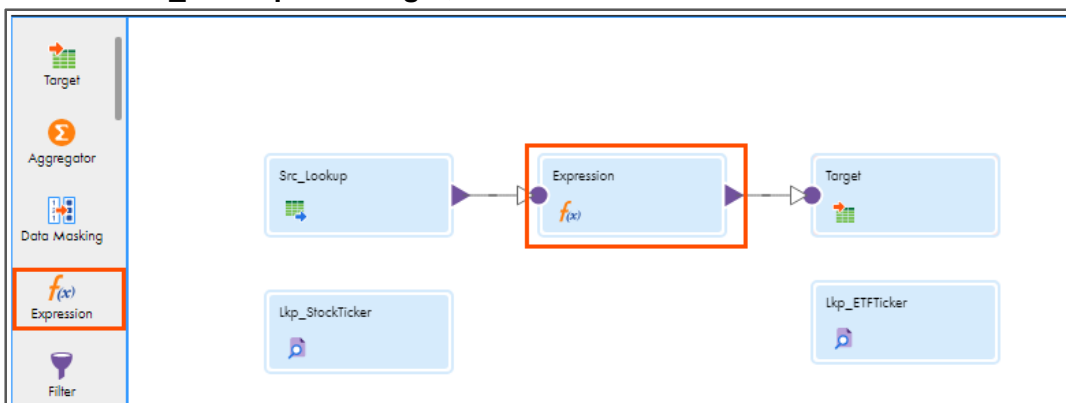 Target
Aggregator
Data Masking
f(x)
Expression
Filter
Src_Lookup
Expression
f(x)
Target
Lkp_StockTicker
Lkp_ETFTicker